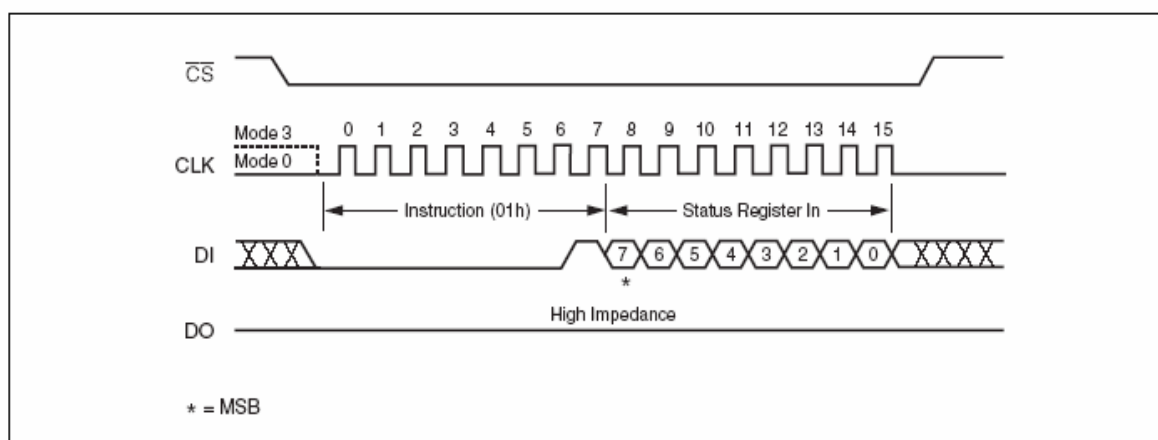 C̅S̅
Mode 3
0 1 2 3 4 5 6 7 8 9 10 11 12 13 14 15
CLK
Mode 0
Instruction (01h)
Status Register In
DI
7 6 5 4 3 2 1 0
*
High Impedance
DO
* = MSB